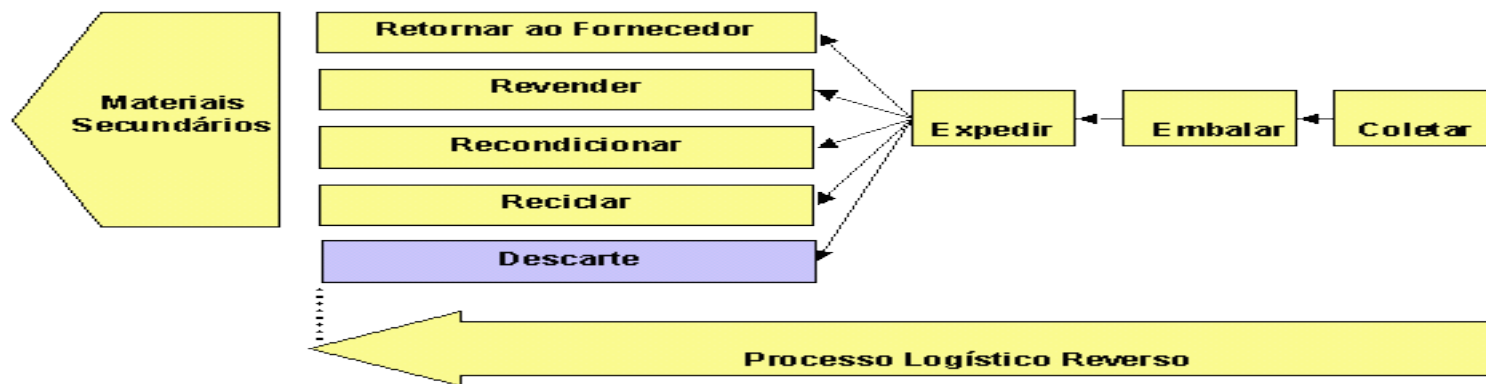 Retornar ao Fornecedor
Revender
Materiais
Secundários
Expedir
Embalar
Coletar
Recondicionar
Reciclar
Descarte
Processo Logístico Reverso